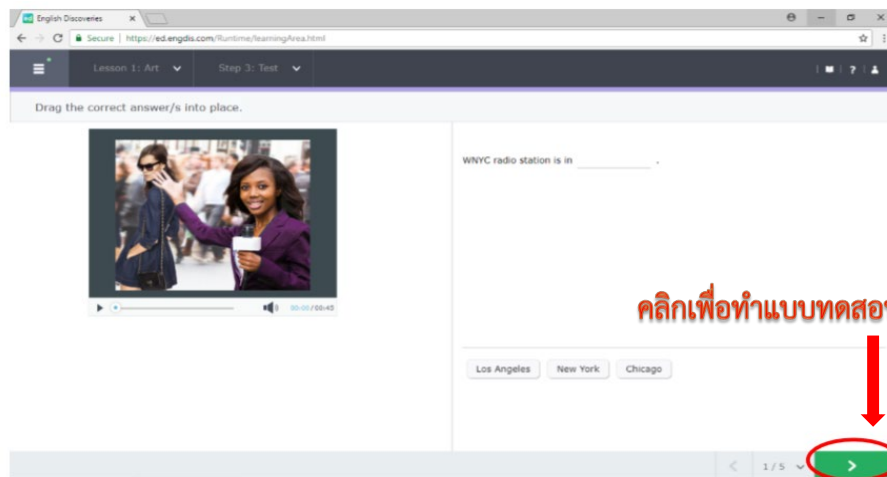 English Discoveries
Secure | https://ed.engdis.com/Runtime/learningArea.html
Lesson 1: Art Step 3: Test
Drag the correct answer/s into place.
WNYC radio station is in ____________ .
00:00 / 00:40
คลิกเพื่อทำแบบทดสอบ
Los Angeles New York Chicago
1 / 5